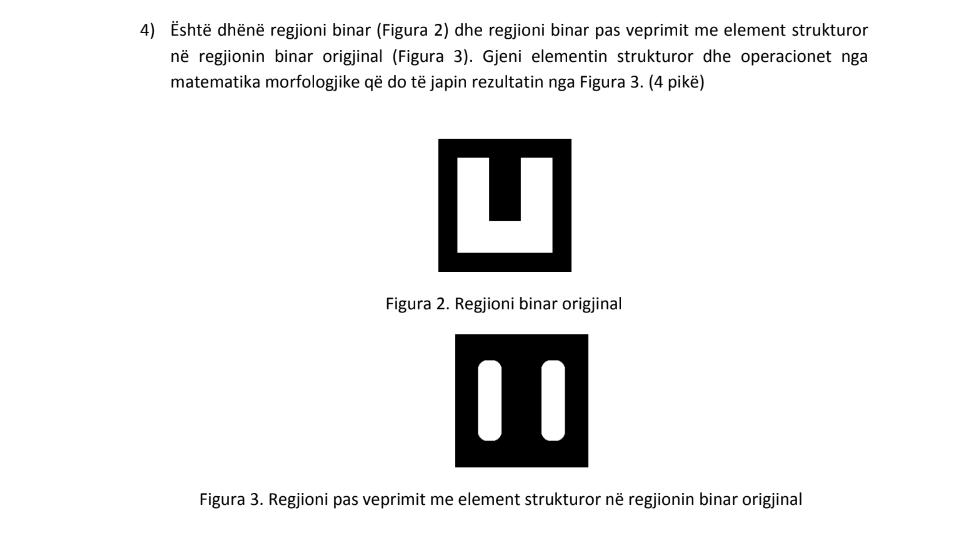 4) Është dhënë regjioni binar (Figura 2) dhe regjioni binar pas veprimit me element strukturor
në regjionin binar origjinal (Figura 3). Gjeni elementin strukturor dhe operacionet nga
matematika morfologjike që do të japin rezultatin nga Figura 3. (4 pikë)
Figura 2. Regjioni binar origjinal
Figura 3. Regjioni pas veprimit me element strukturor në regjionin binar origjinal